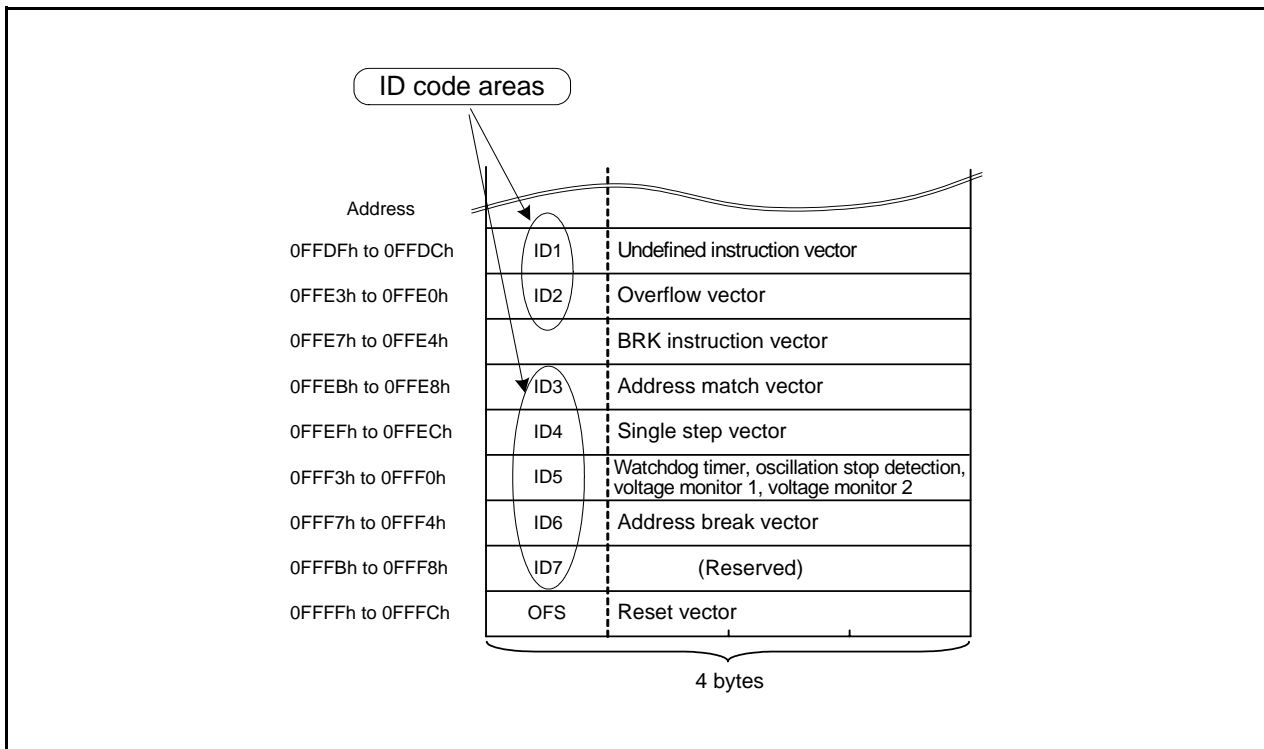 ID code areas
Address
0FFDFh to 0FFDCh ID1 Undefined instruction vector
0FFE3h to 0FFE0h ID2 Overflow vector
0FFE7h to 0FFE4h BRK instruction vector
0FFEBh to 0FFE8h ID3 Address match vector
0FFEFh to 0FFECh ID4 Single step vector
0FFF3h to 0FFF0h ID5 Watchdog timer, oscillation stop detection,
voltage monitor 1, voltage monitor 2
0FFF7h to 0FFF4h ID6 Address break vector
0FFFBh to 0FFF8h ID7 (Reserved)
0FFFFh to 0FFFCh OFS Reset vector
4 bytes